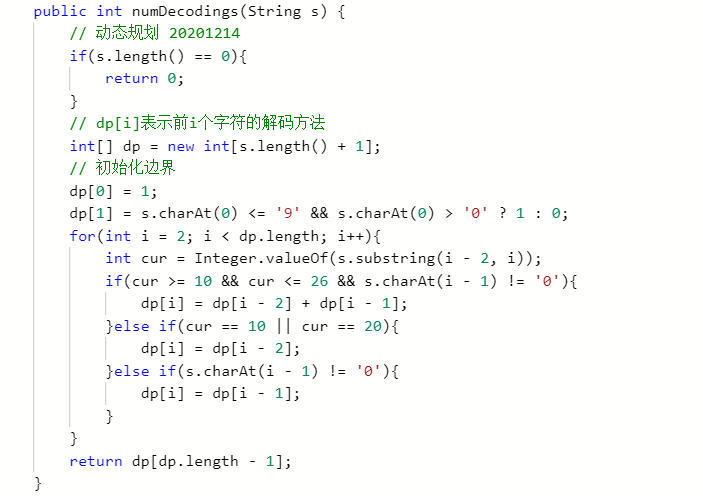 public int numDecodings(String s) {
    // 动态规划 20201214
    if(s.length() == 0){
        return 0;
    }
    // dp[i]表示前i个字符的解码方法
    int[] dp = new int[s.length() + 1];
    // 初始化边界
    dp[0] = 1;
    dp[1] = s.charAt(0) <= '9' && s.charAt(0) > '0' ? 1 : 0;
    for(int i = 2; i < dp.length; i++){
        int cur = Integer.valueOf(s.substring(i - 2, i));
        if(cur >= 10 && cur <= 26 && s.charAt(i - 1) != '0'){
            dp[i] = dp[i - 2] + dp[i - 1];
        }else if(cur == 10 || cur == 20){
            dp[i] = dp[i - 2];
        }else if(s.charAt(i - 1) != '0'){
            dp[i] = dp[i - 1];
        }
    }
    return dp[dp.length - 1];
}